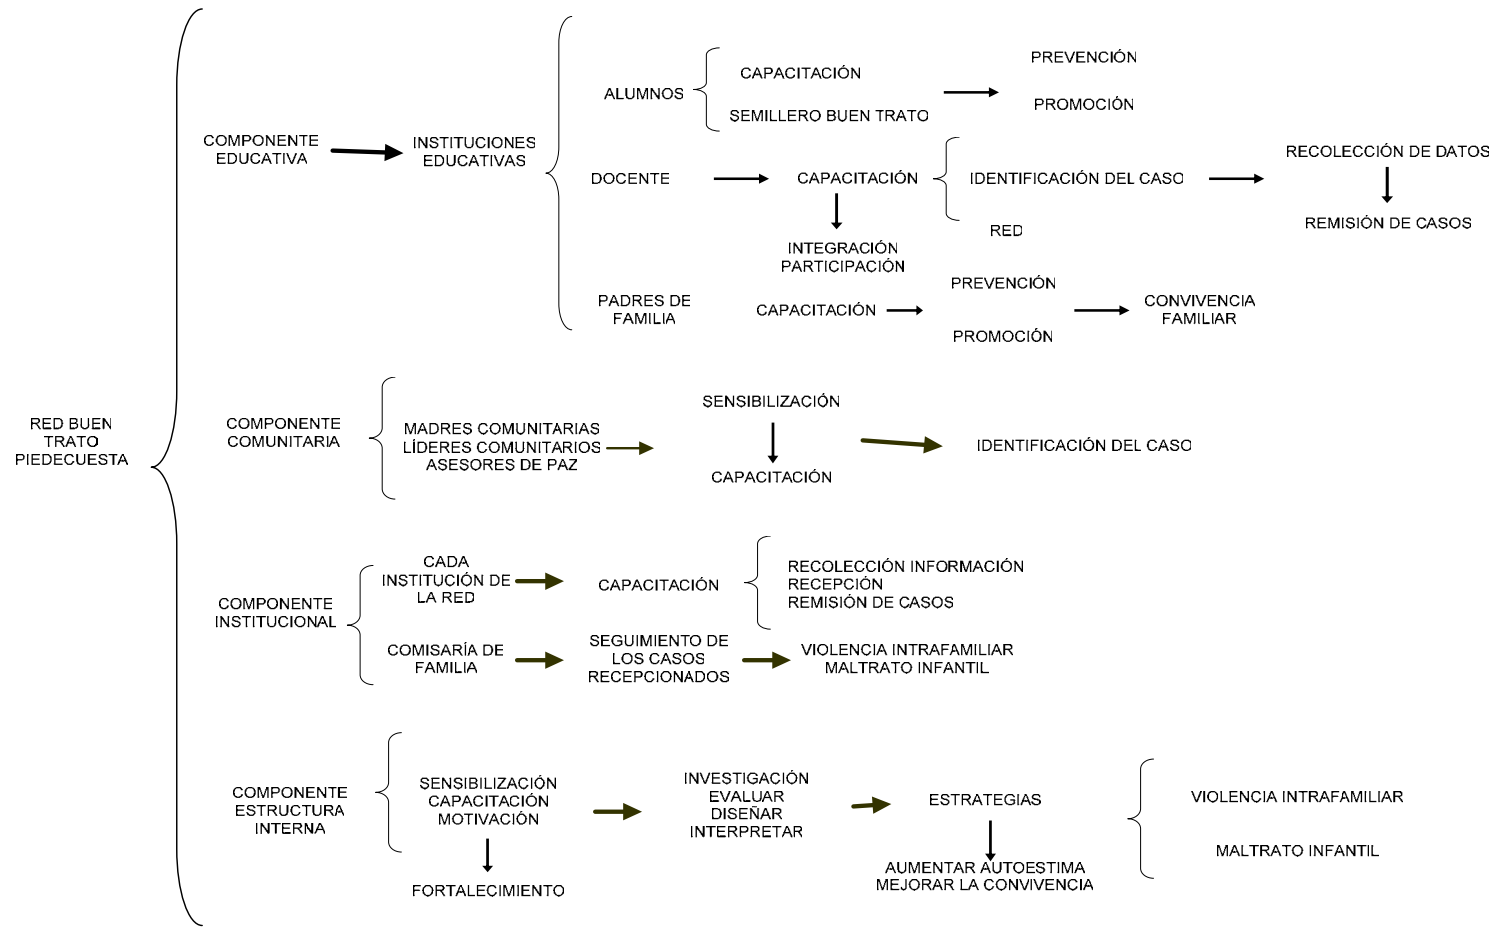 RED BUEN
TRATO
PIEDECUESTA
COMPONENTE
EDUCATIVA
INSTITUCIONES
EDUCATIVAS
ALUMNOS
CAPACITACIÓN
SEMILLERO BUEN TRATO
PREVENCIÓN
PROMOCIÓN
DOCENTE
CAPACITACIÓN
INTEGRACIÓN
PARTICIPACIÓN
IDENTIFICACIÓN DEL CASO
RED
RECOLECCIÓN DE DATOS
REMISIÓN DE CASOS
PADRES DE
FAMILIA
CAPACITACIÓN
PREVENCIÓN
PROMOCIÓN
CONVIVENCIA
FAMILIAR
COMPONENTE
COMUNITARIA
MADRES COMUNITARIAS
LÍDERES COMUNITARIOS
ASESORES DE PAZ
SENSIBILIZACIÓN
CAPACITACIÓN
IDENTIFICACIÓN DEL CASO
COMPONENTE
INSTITUCIONAL
CADA
INSTITUCIÓN DE
LA RED
CAPACITACIÓN
RECOLECCIÓN INFORMACIÓN
RECEPCIÓN
REMISIÓN DE CASOS
COMISARÍA DE
FAMILIA
SEGUIMIENTO DE
LOS CASOS
RECEPCIONADOS
VIOLENCIA INTRAFAMILIAR
MALTRATO INFANTIL
COMPONENTE
ESTRUCTURA
INTERNA
SENSIBILIZACIÓN
CAPACITACIÓN
MOTIVACIÓN
FORTALECIMIENTO
INVESTIGACIÓN
EVALUAR
DISEÑAR
INTERPRETAR
ESTRATEGIAS
AUMENTAR AUTOESTIMA
MEJORAR LA CONVIVENCIA
VIOLENCIA INTRAFAMILIAR
MALTRATO INFANTIL